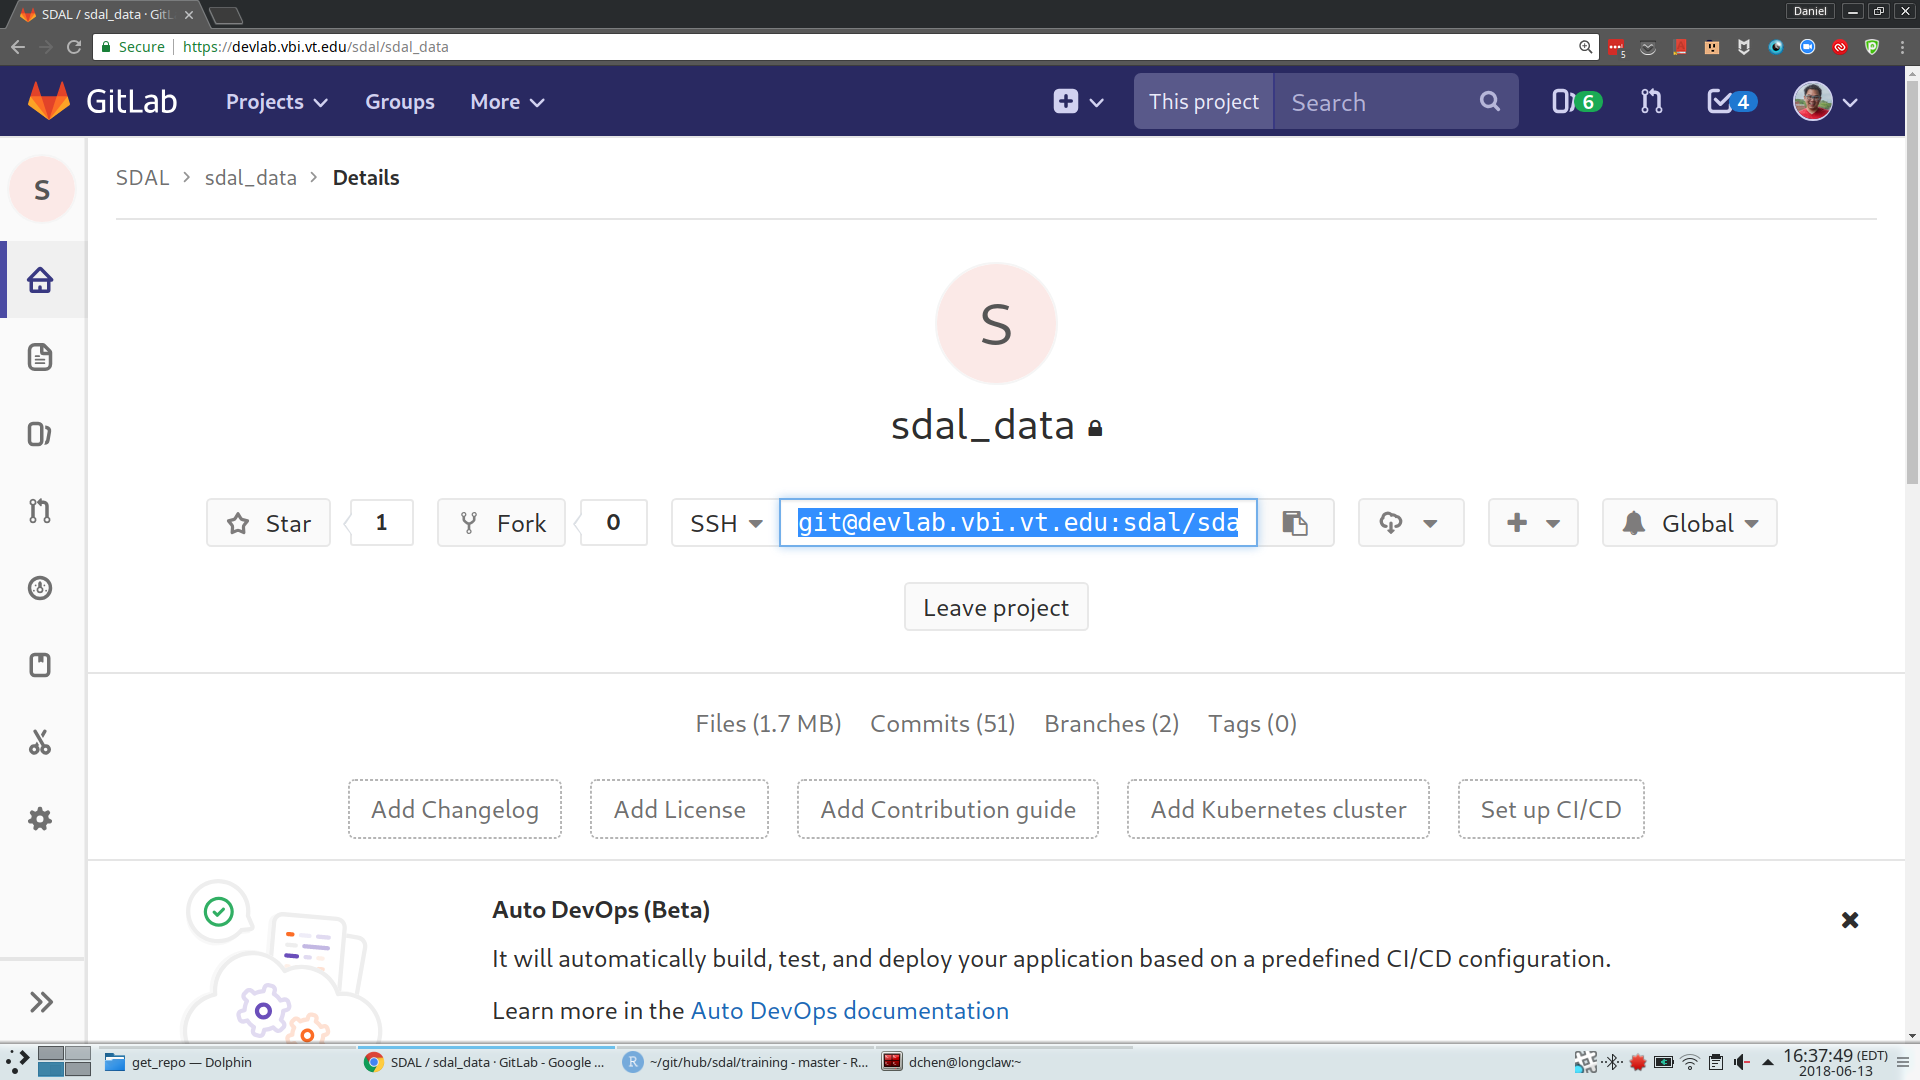 SDAL / sdal_data · GitL
Daniel
Secure
https://devlab.vbi.vt.edu/sdal/sdal_data
5
GitLab
Projects
Groups
More
This project
Search
6
4
S
SDAL > sdal_data > Details
S
sdal_data
Star
1
Fork
0
SSH
git@devlab.vbi.vt.edu:sdal/sda
Global
Leave project
Files (1.7 MB)
Commits (51)
Branches (2)
Tags (0)
Add Changelog
Add License
Add Contribution guide
Add Kubernetes cluster
Set up CI/CD
Auto DevOps (Beta)
It will automatically build, test, and deploy your application based on a predefined CI/CD configuration.
Learn more in the Auto DevOps documentation
get_repo — Dolphin
SDAL / sdal_data · GitLab - Google ...
R
~/git/hub/sdal/training - master - R...
dchen@longclaw:~
16:37:49 (EDT)
2018-06-13